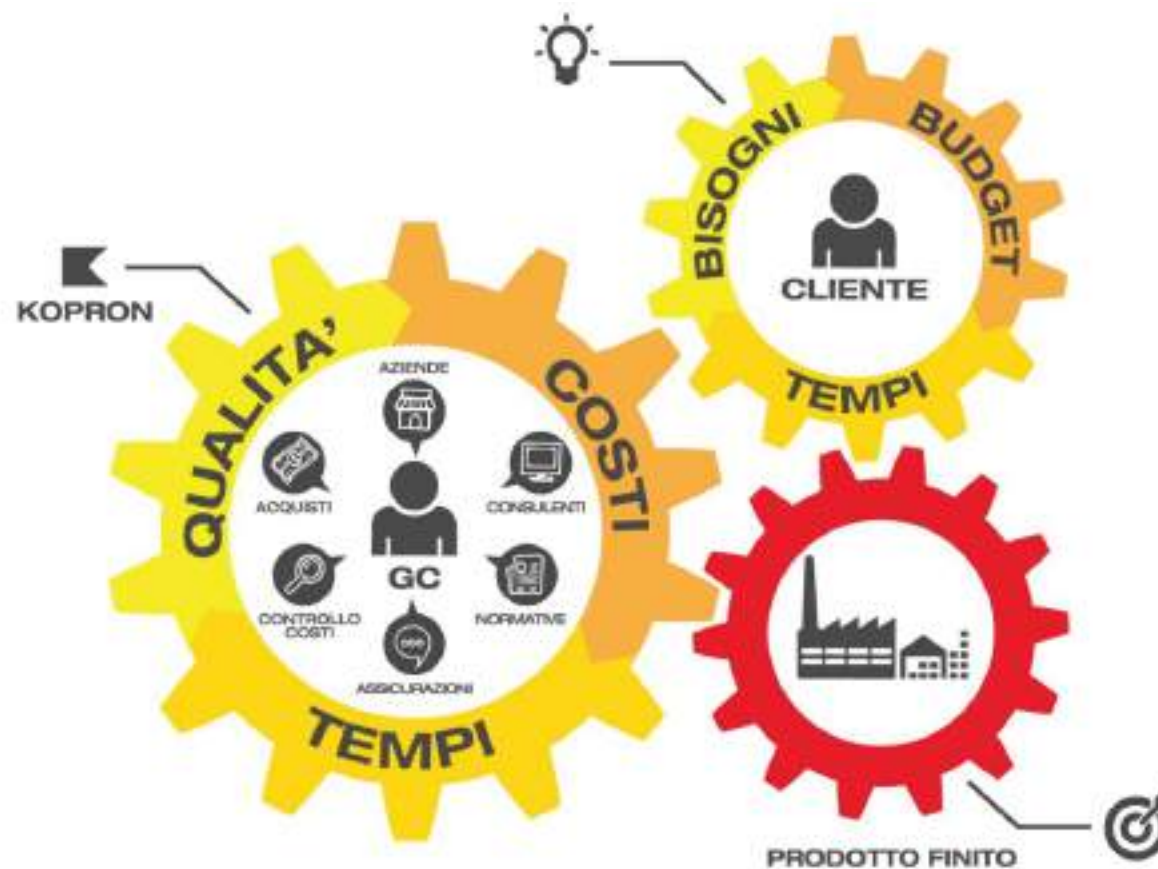 BISOGNI
BUDGET
CLIENTE
TEMPI
KOPRON
QUALITA'
COSTI
AZIENDE
ACQUISTI
CONSULENTI
GC
CONTROLLO
COSTI
NORMATIVE
ASSICURAZIONI
TEMPI
PRODOTTO FINITO